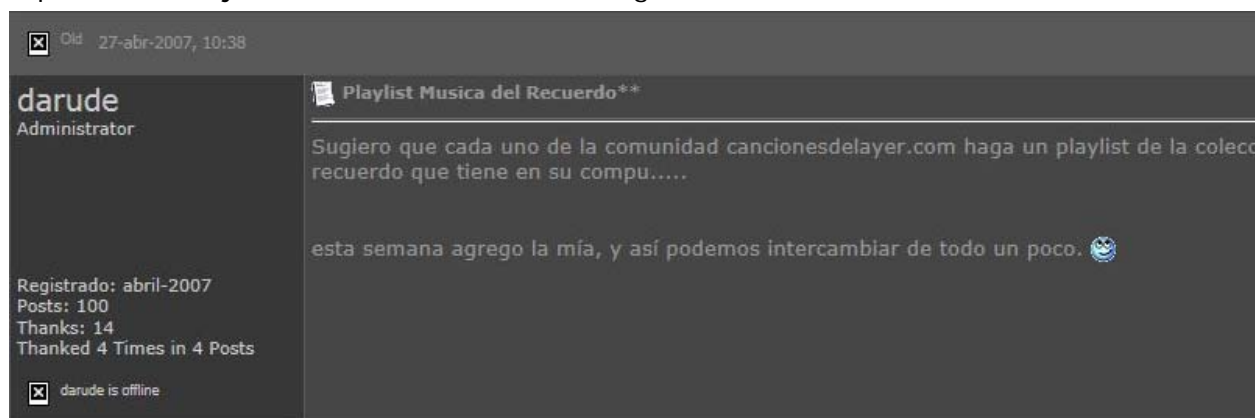 Old 27-abr-2007, 10:38
darude
Administrator
Registrado: abril-2007
Posts: 100
Thanks: 14
Thanked 4 Times in 4 Posts
darude is offline
Playlist Musica del Recuerdo**
Sugiero que cada uno de la comunidad cancionesdelayer.com haga un playlist de la colecc
recuerdo que tiene en su compu.....
esta semana agrego la mía, y así podemos intercambiar de todo un poco.